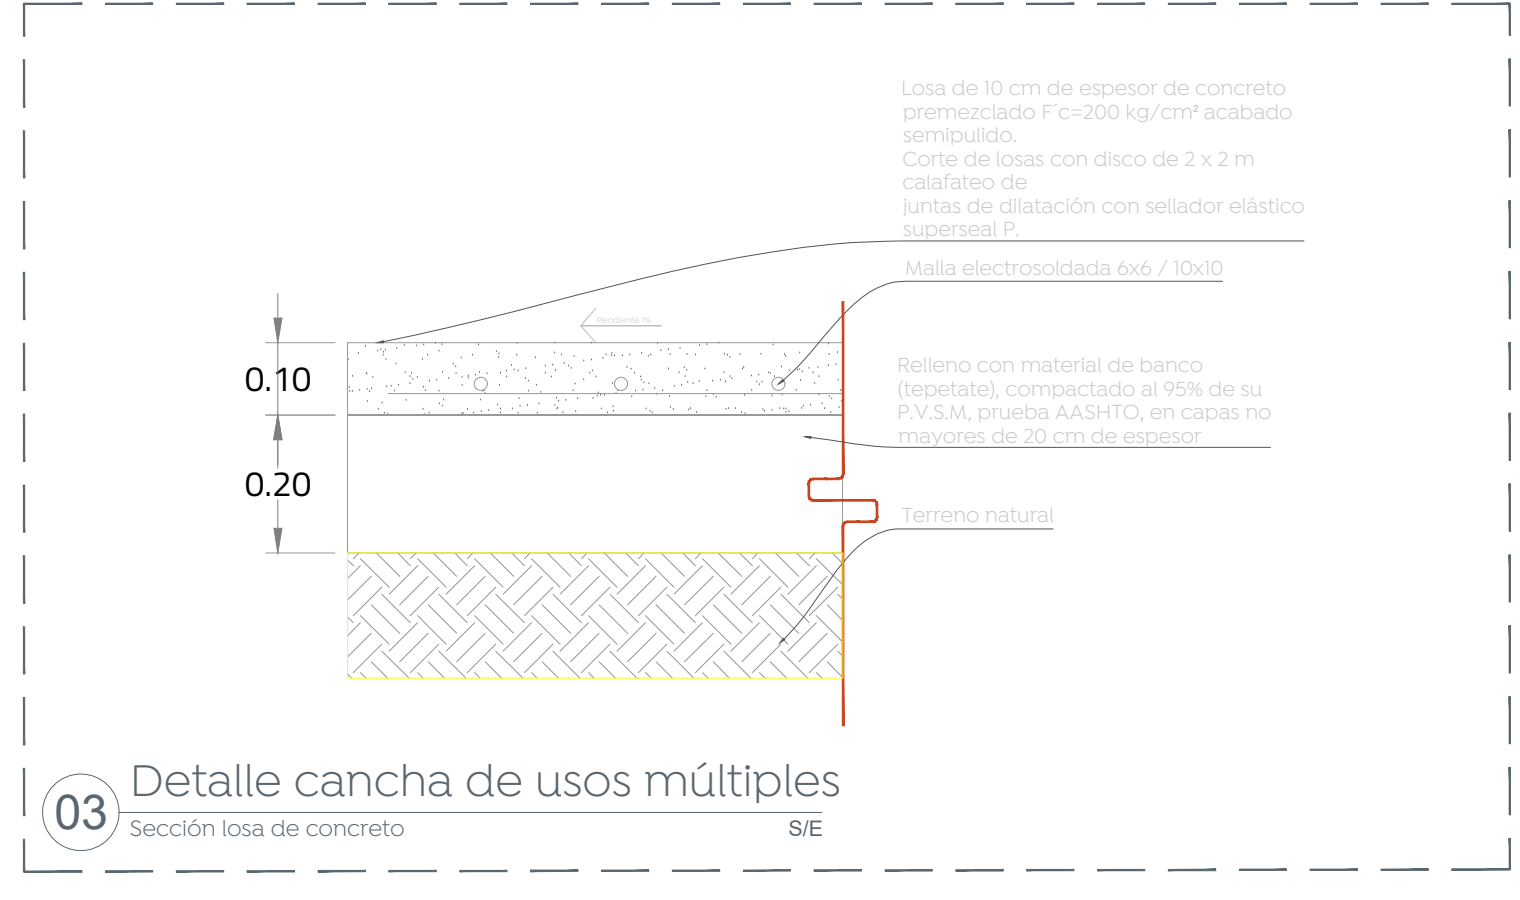 Losa de 10 cm de espesor de concreto
premezclado F´c=200 kg/cm² acabado
semipulido.
Corte de losas con disco de 2 x 2 m
calafateo de
juntas de dilatación con sellador elástico
superseal P.
Malla electrosoldada 6x6 / 10x10
Pendiente 1%
0.10
Relleno con material de banco
(tepetate), compactado al 95% de su
P.V.S.M, prueba AASHTO, en capas no
mayores de 20 cm de espesor
0.20
Terreno natural
03
Detalle cancha de usos múltiples
Sección losa de concreto
S/E